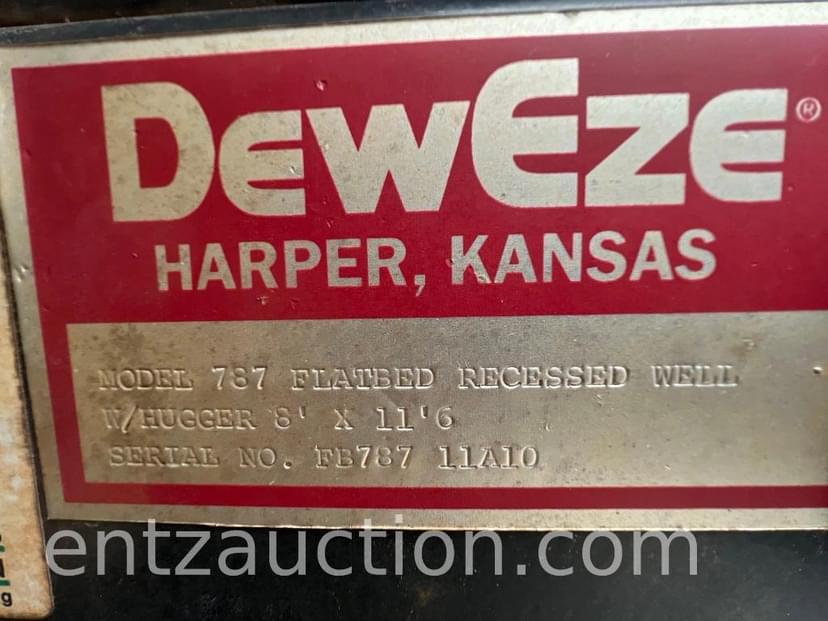 DewEze®
HARPER, KANSAS
MODEL 787 FLATBED RECESSED WELL
W/HUGGER 8' X 11'6
SERIAL NO. FB787 11A10
entzauction.com
g